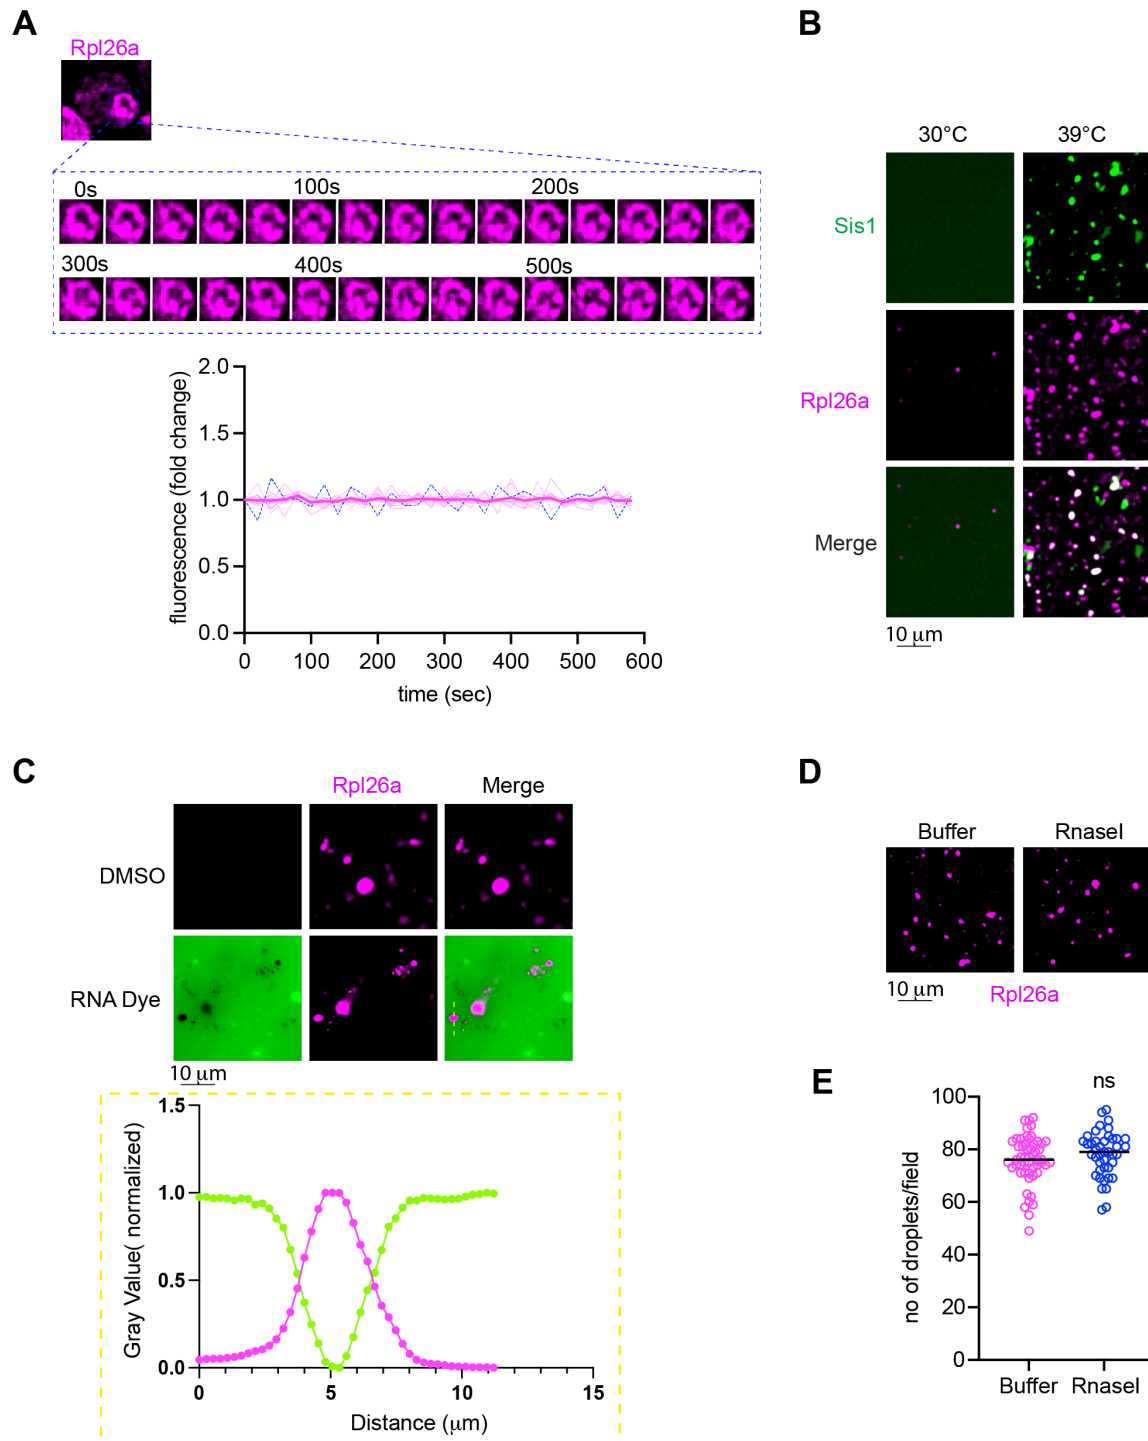 A
Rpl26a
0s 100s 200s
300s 400s 500s
2.0
1.5
1.0
0.5
0.0
fluorescence (fold change)
0 100 200 300 400 500 600
time (sec)
B
30°C 39°C
Sis1
Rpl26a
Merge
10 μm
C
Rpl26a Merge
DMSO
RNA Dye
10 μm
1.5
1.0
0.5
0.0
Gray Value( normalized)
0 5 10 15
Distance (μm)
D
Buffer RnaseI
10 μm
Rpl26a
E
ns
100
80
60
40
20
0
no of droplets/field
Buffer RnaseI